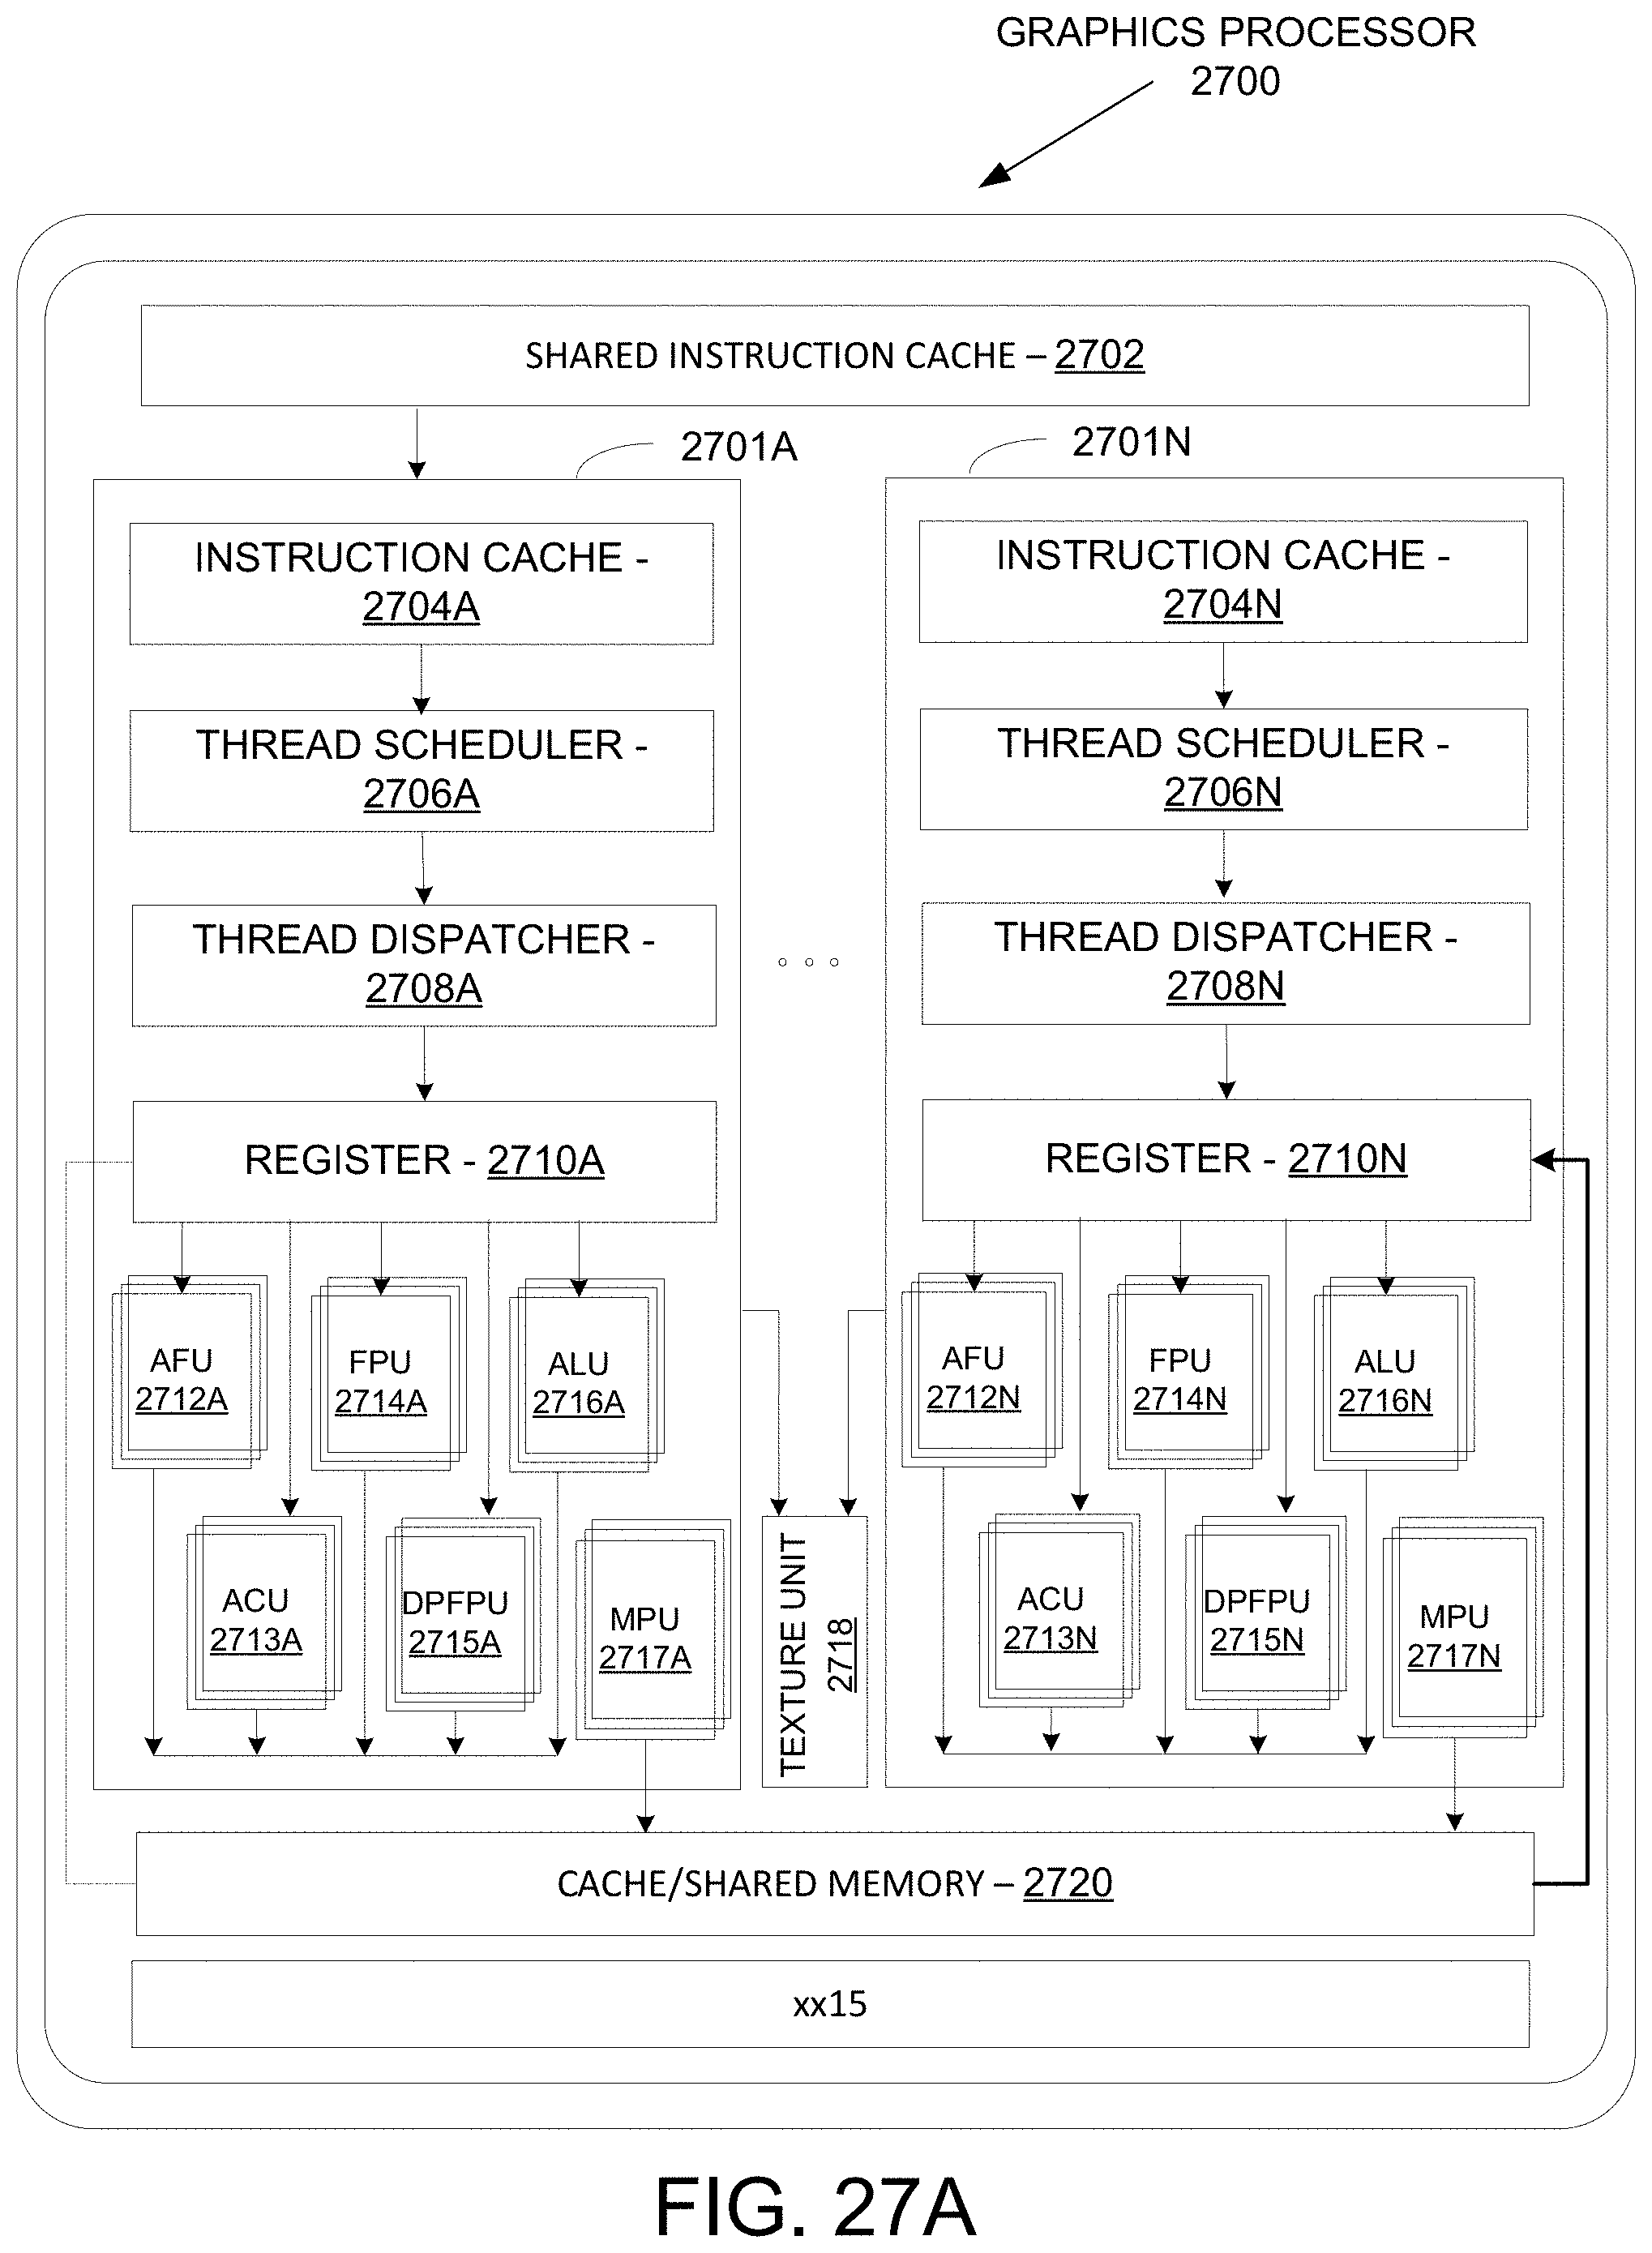 GRAPHICS PROCESSOR
2700
SHARED INSTRUCTION CACHE – 2702
2701A
2701N
INSTRUCTION CACHE -
2704A
INSTRUCTION CACHE -
2704N
THREAD SCHEDULER -
2706A
THREAD SCHEDULER -
2706N
THREAD DISPATCHER -
2708A
THREAD DISPATCHER -
2708N
REGISTER - 2710A
REGISTER - 2710N
AFU
2712A
FPU
2714A
ALU
2716A
AFU
2712N
FPU
2714N
ALU
2716N
ACU
2713A
DPFPU
2715A
MPU
2717A
TEXTURE UNIT
2718
ACU
2713N
DPFPU
2715N
MPU
2717N
CACHE/SHARED MEMORY – 2720
xx15
FIG. 27A